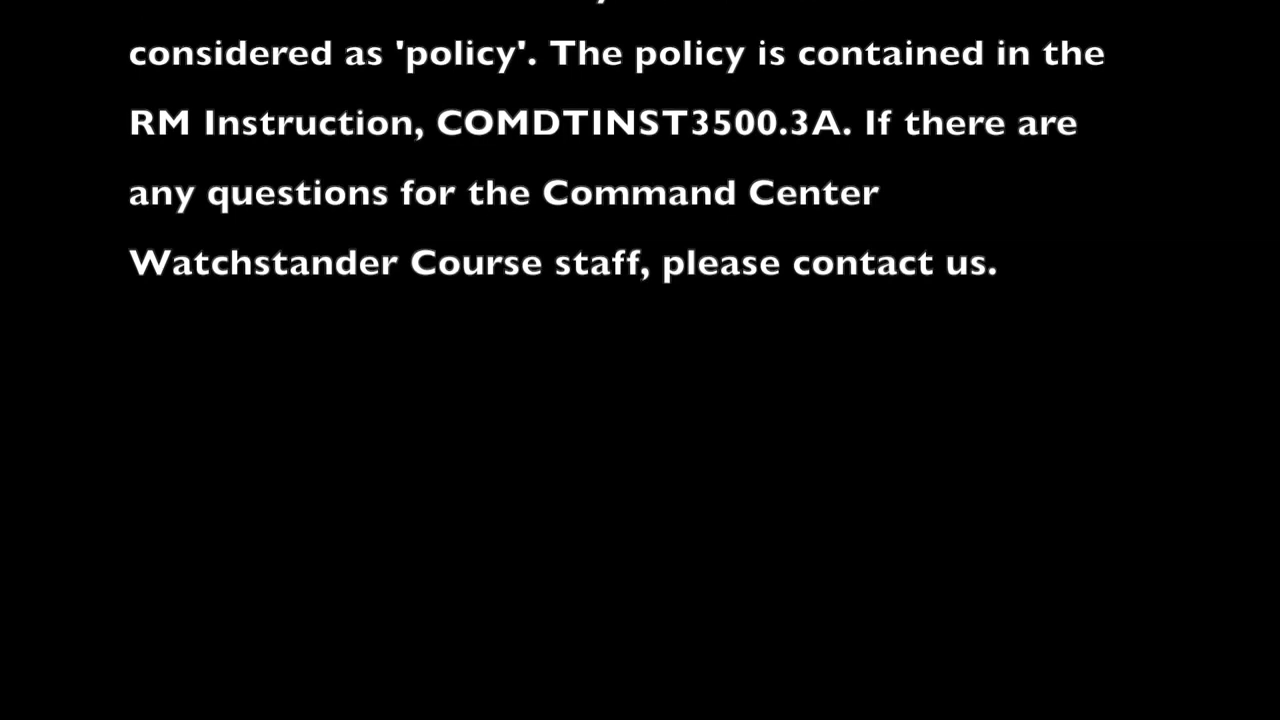 considered as 'policy'. The policy is contained in the
RM Instruction, COMDTINST3500.3A. If there are
any questions for the Command Center
Watchstander Course staff, please contact us.